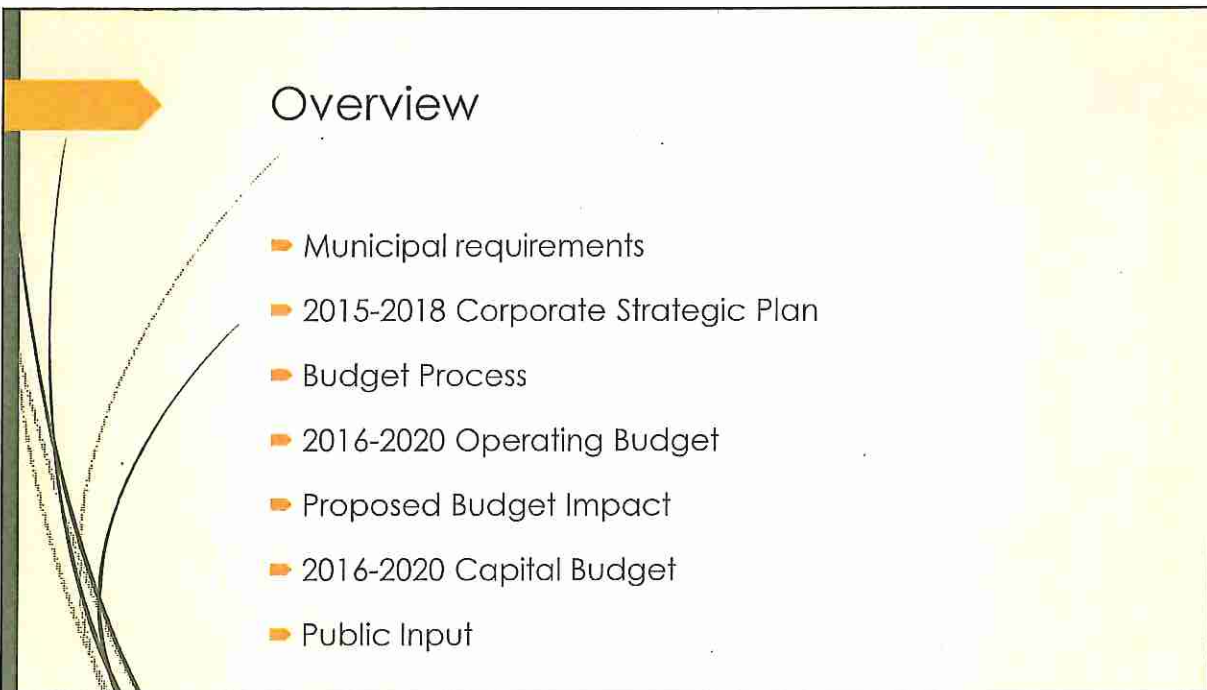 Overview
Municipal requirements
2015-2018 Corporate Strategic Plan
Budget Process
2016-2020 Operating Budget
Proposed Budget Impact
2016-2020 Capital Budget
Public Input